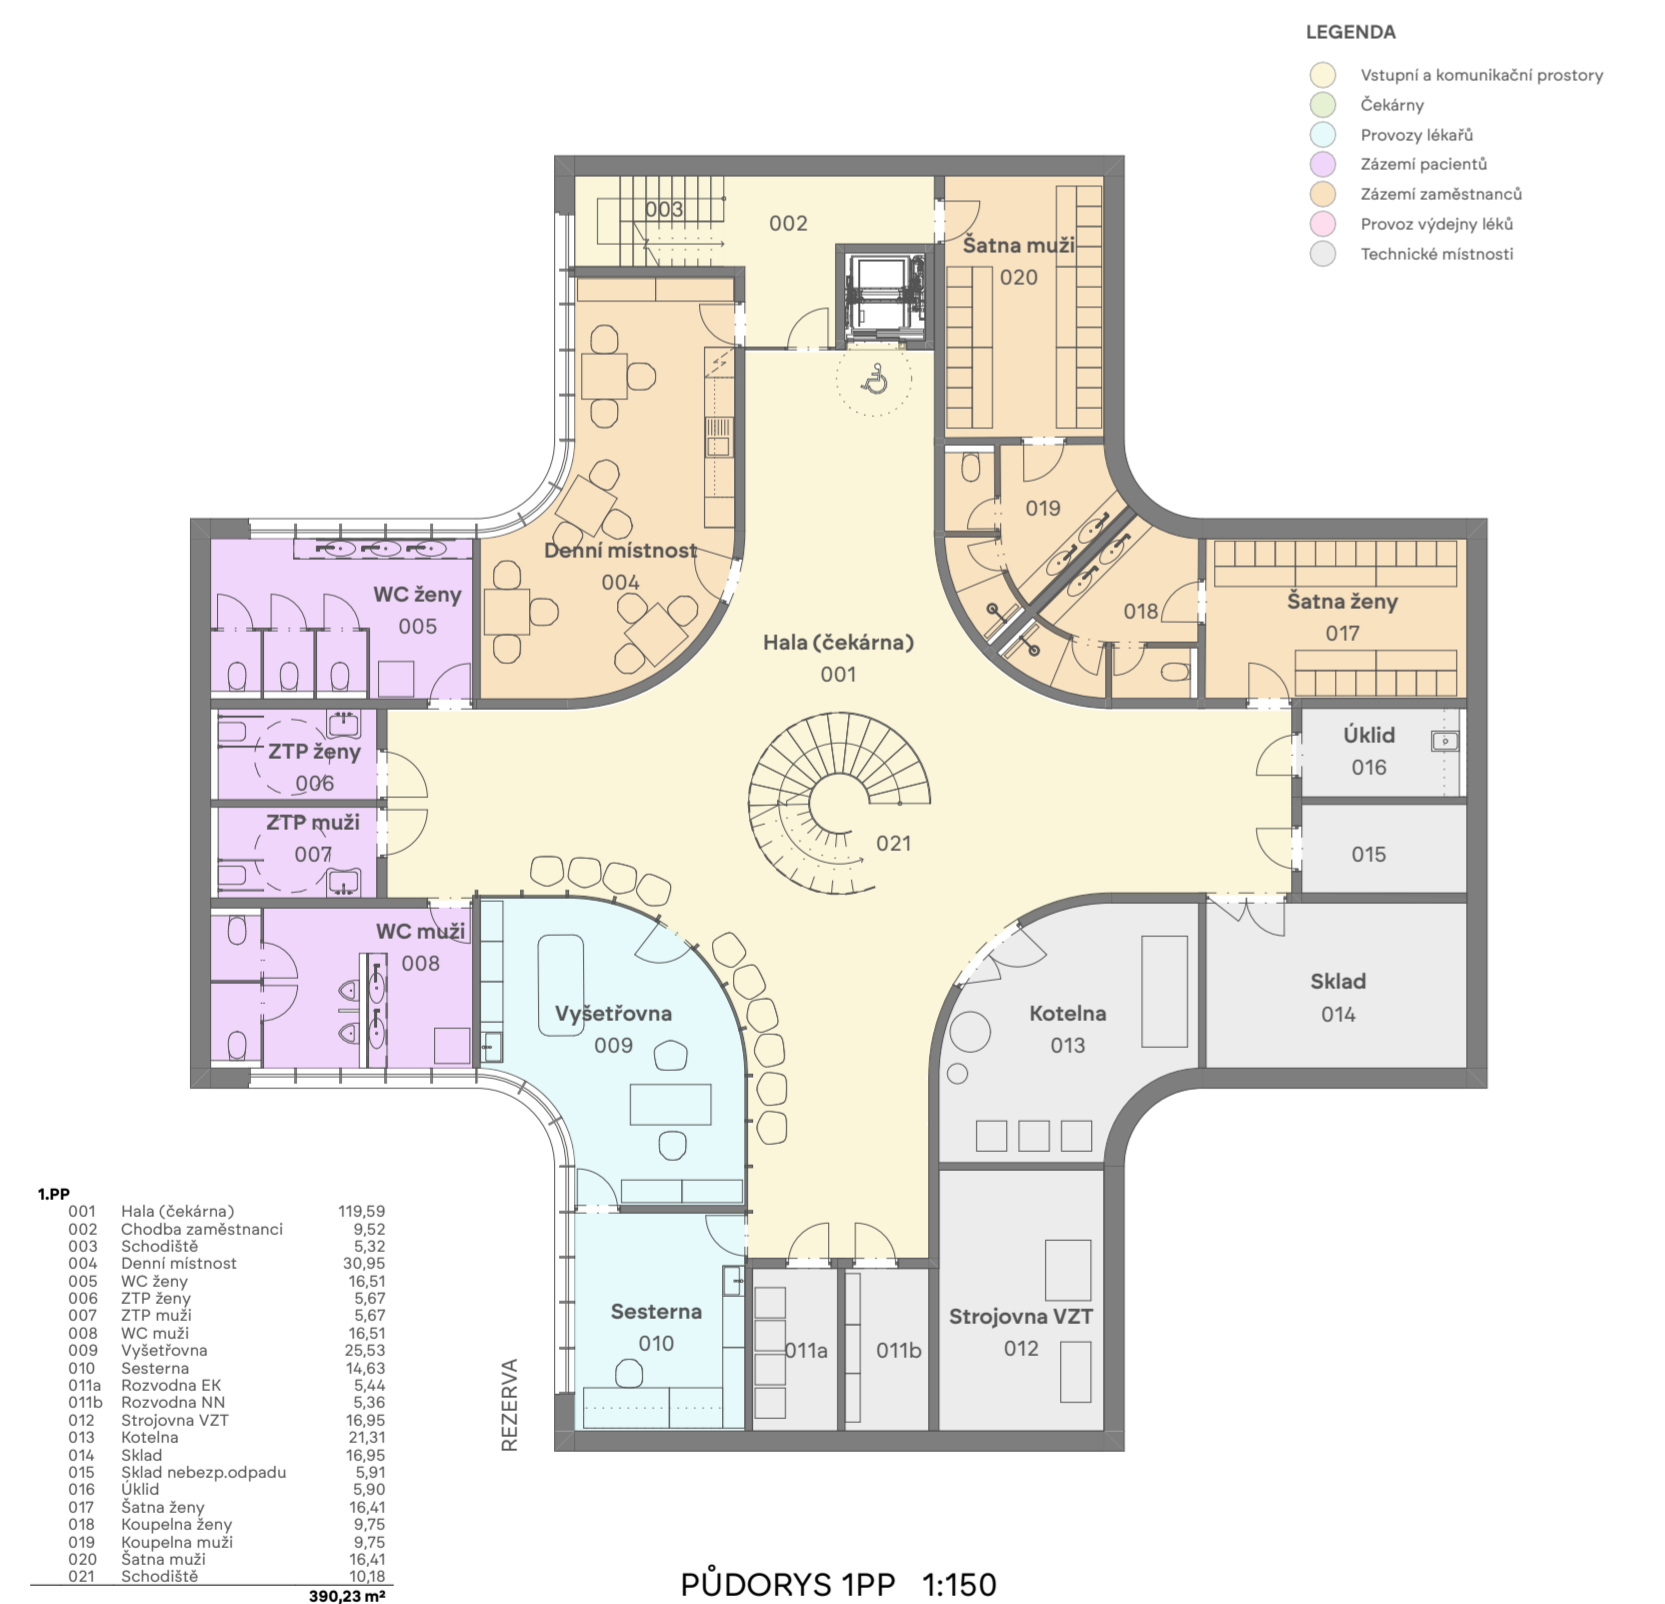 LEGENDA
Vstupní a komunikační prostory
Čekárny
Provozy lékařů
Zázemí pacientů
Zázemí zaměstnanců
Provoz výdejny léků
Technické místnosti
003
002
Šatna muži
020
019
Denní místnost
004
WC ženy
005
018
Šatna ženy
017
Hala (čekárna)
001
ZTP ženy
006
Úklid
016
ZTP muži
007
021
015
WC muži
008
Vyšetřovna
009
Kotelna
013
Sklad
014
Sesterna
010
011a
011b
Strojovna VZT
012
REZERVA
1.PP
001 Hala (čekárna) 119,59
002 Chodba zaměstnanci 9,52
003 Schodiště 5,32
004 Denní místnost 30,95
005 WC ženy 16,51
006 ZTP ženy 5,67
007 ZTP muži 5,67
008 WC muži 16,51
009 Vyšetřovna 25,53
010 Sesterna 14,63
011a Rozvodna EK 5,44
011b Rozvodna NN 5,36
012 Strojovna VZT 16,95
013 Kotelna 21,31
014 Sklad 16,95
015 Sklad nebezp.odpadu 5,91
016 Úklid 5,90
017 Šatna ženy 16,41
018 Koupelna ženy 9,75
019 Koupelna muži 9,75
020 Šatna muži 16,41
021 Schodiště 10,18
390,23 m²
PŮDORYS 1PP 1:150